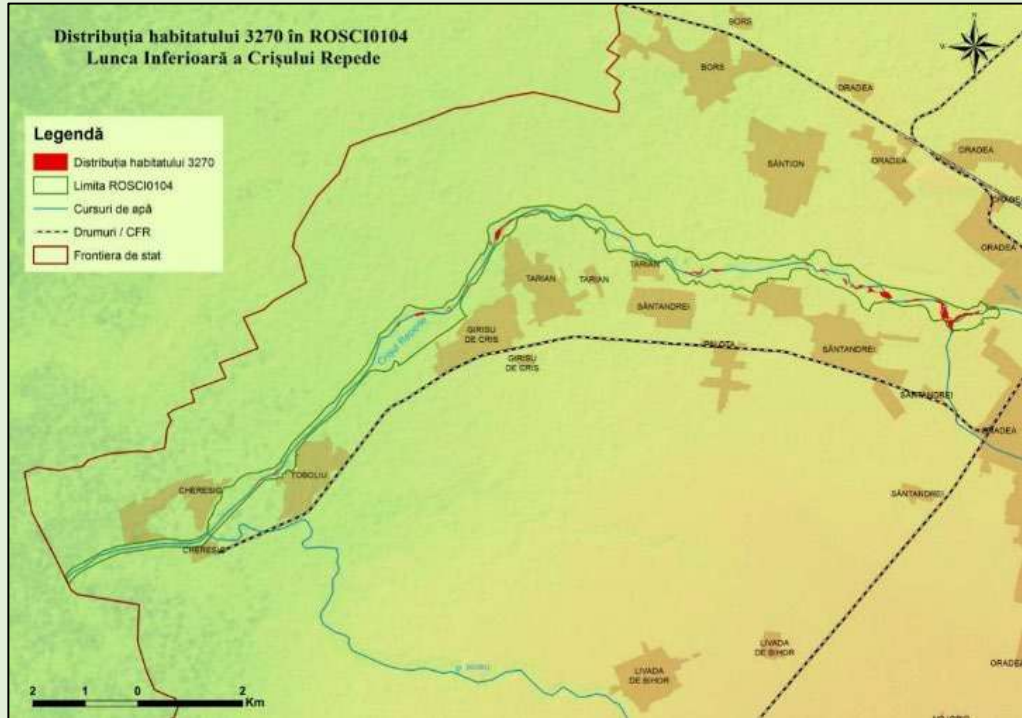 Distribuția habitatului 3270 în ROSCI0104
Lunca Inferioară a Crișului Repede
N
Legendă
Distribuția habitatului 3270
Limita ROSCI0104
Cursuri de apă
Drumuri / CFR
Frontiera de stat
BORS
BORS
ORADEA
SÂNTION
ORADEA
ORADEA
ORADEA
ORADEA
TARIAN
TARIAN
TARIAN
SÂNTANDREI
GIRISU
DE CRIS
GIRISU
DE CRIS
Crișul Repede
PALOTA
SÂNTANDREI
SÂNTANDREI
ORADEA
SÂNTANDREI
CHERESIG
TOBOLIU
CHERESIG
LIVADA
DE BIHOR
LIVADA
DE BIHOR
ORADEA
2 1 0 2
Km